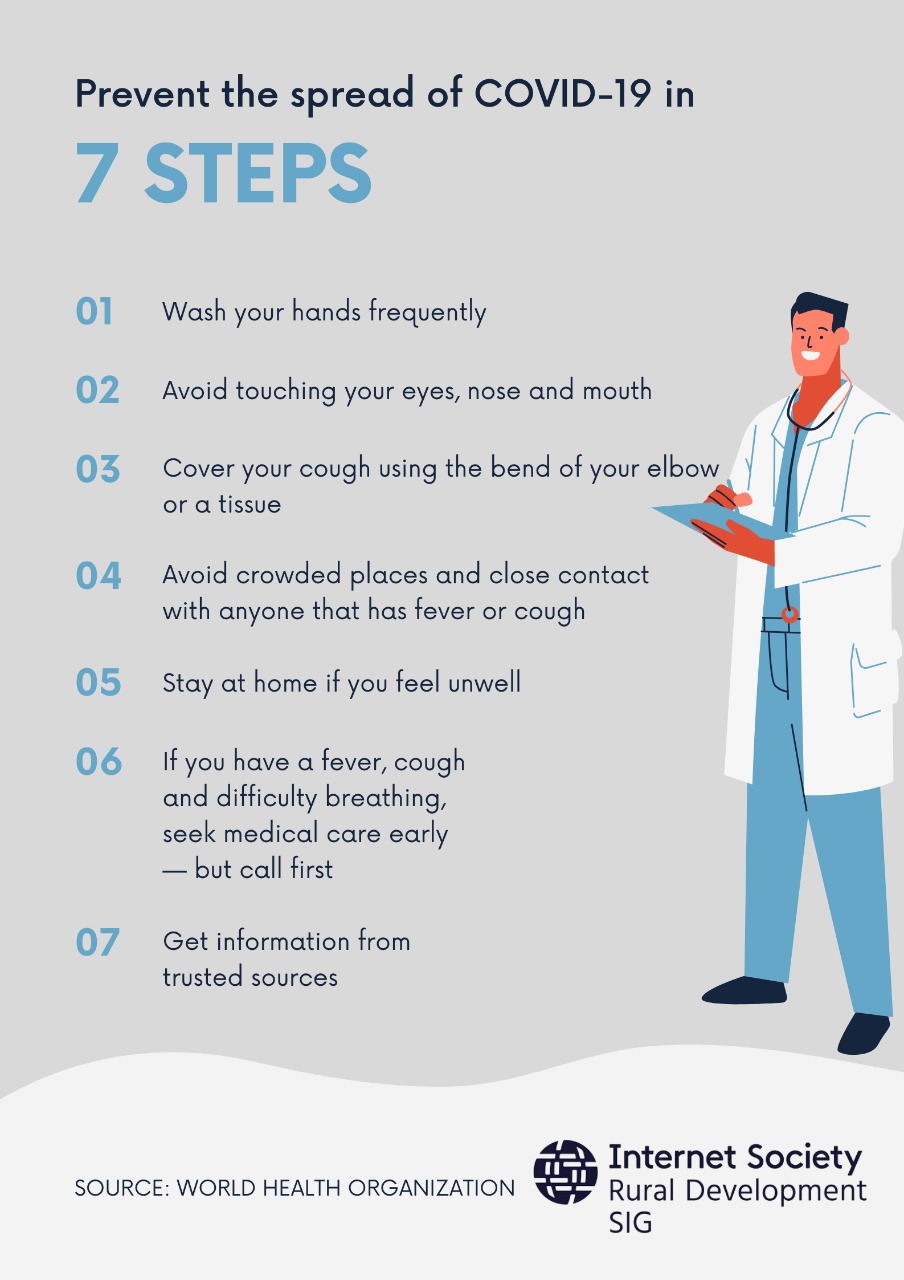 Prevent the spread of COVID-19 in
7 STEPS
01 Wash your hands frequently
02 Avoid touching your eyes, nose and mouth
03 Cover your cough using the bend of your elbow
or a tissue
04 Avoid crowded places and close contact
with anyone that has fever or cough
05 Stay at home if you feel unwell
06 If you have a fever, cough
and difficulty breathing,
seek medical care early
— but call first
07 Get information from
trusted sources
SOURCE: WORLD HEALTH ORGANIZATION
Internet Society
Rural Development
SIG